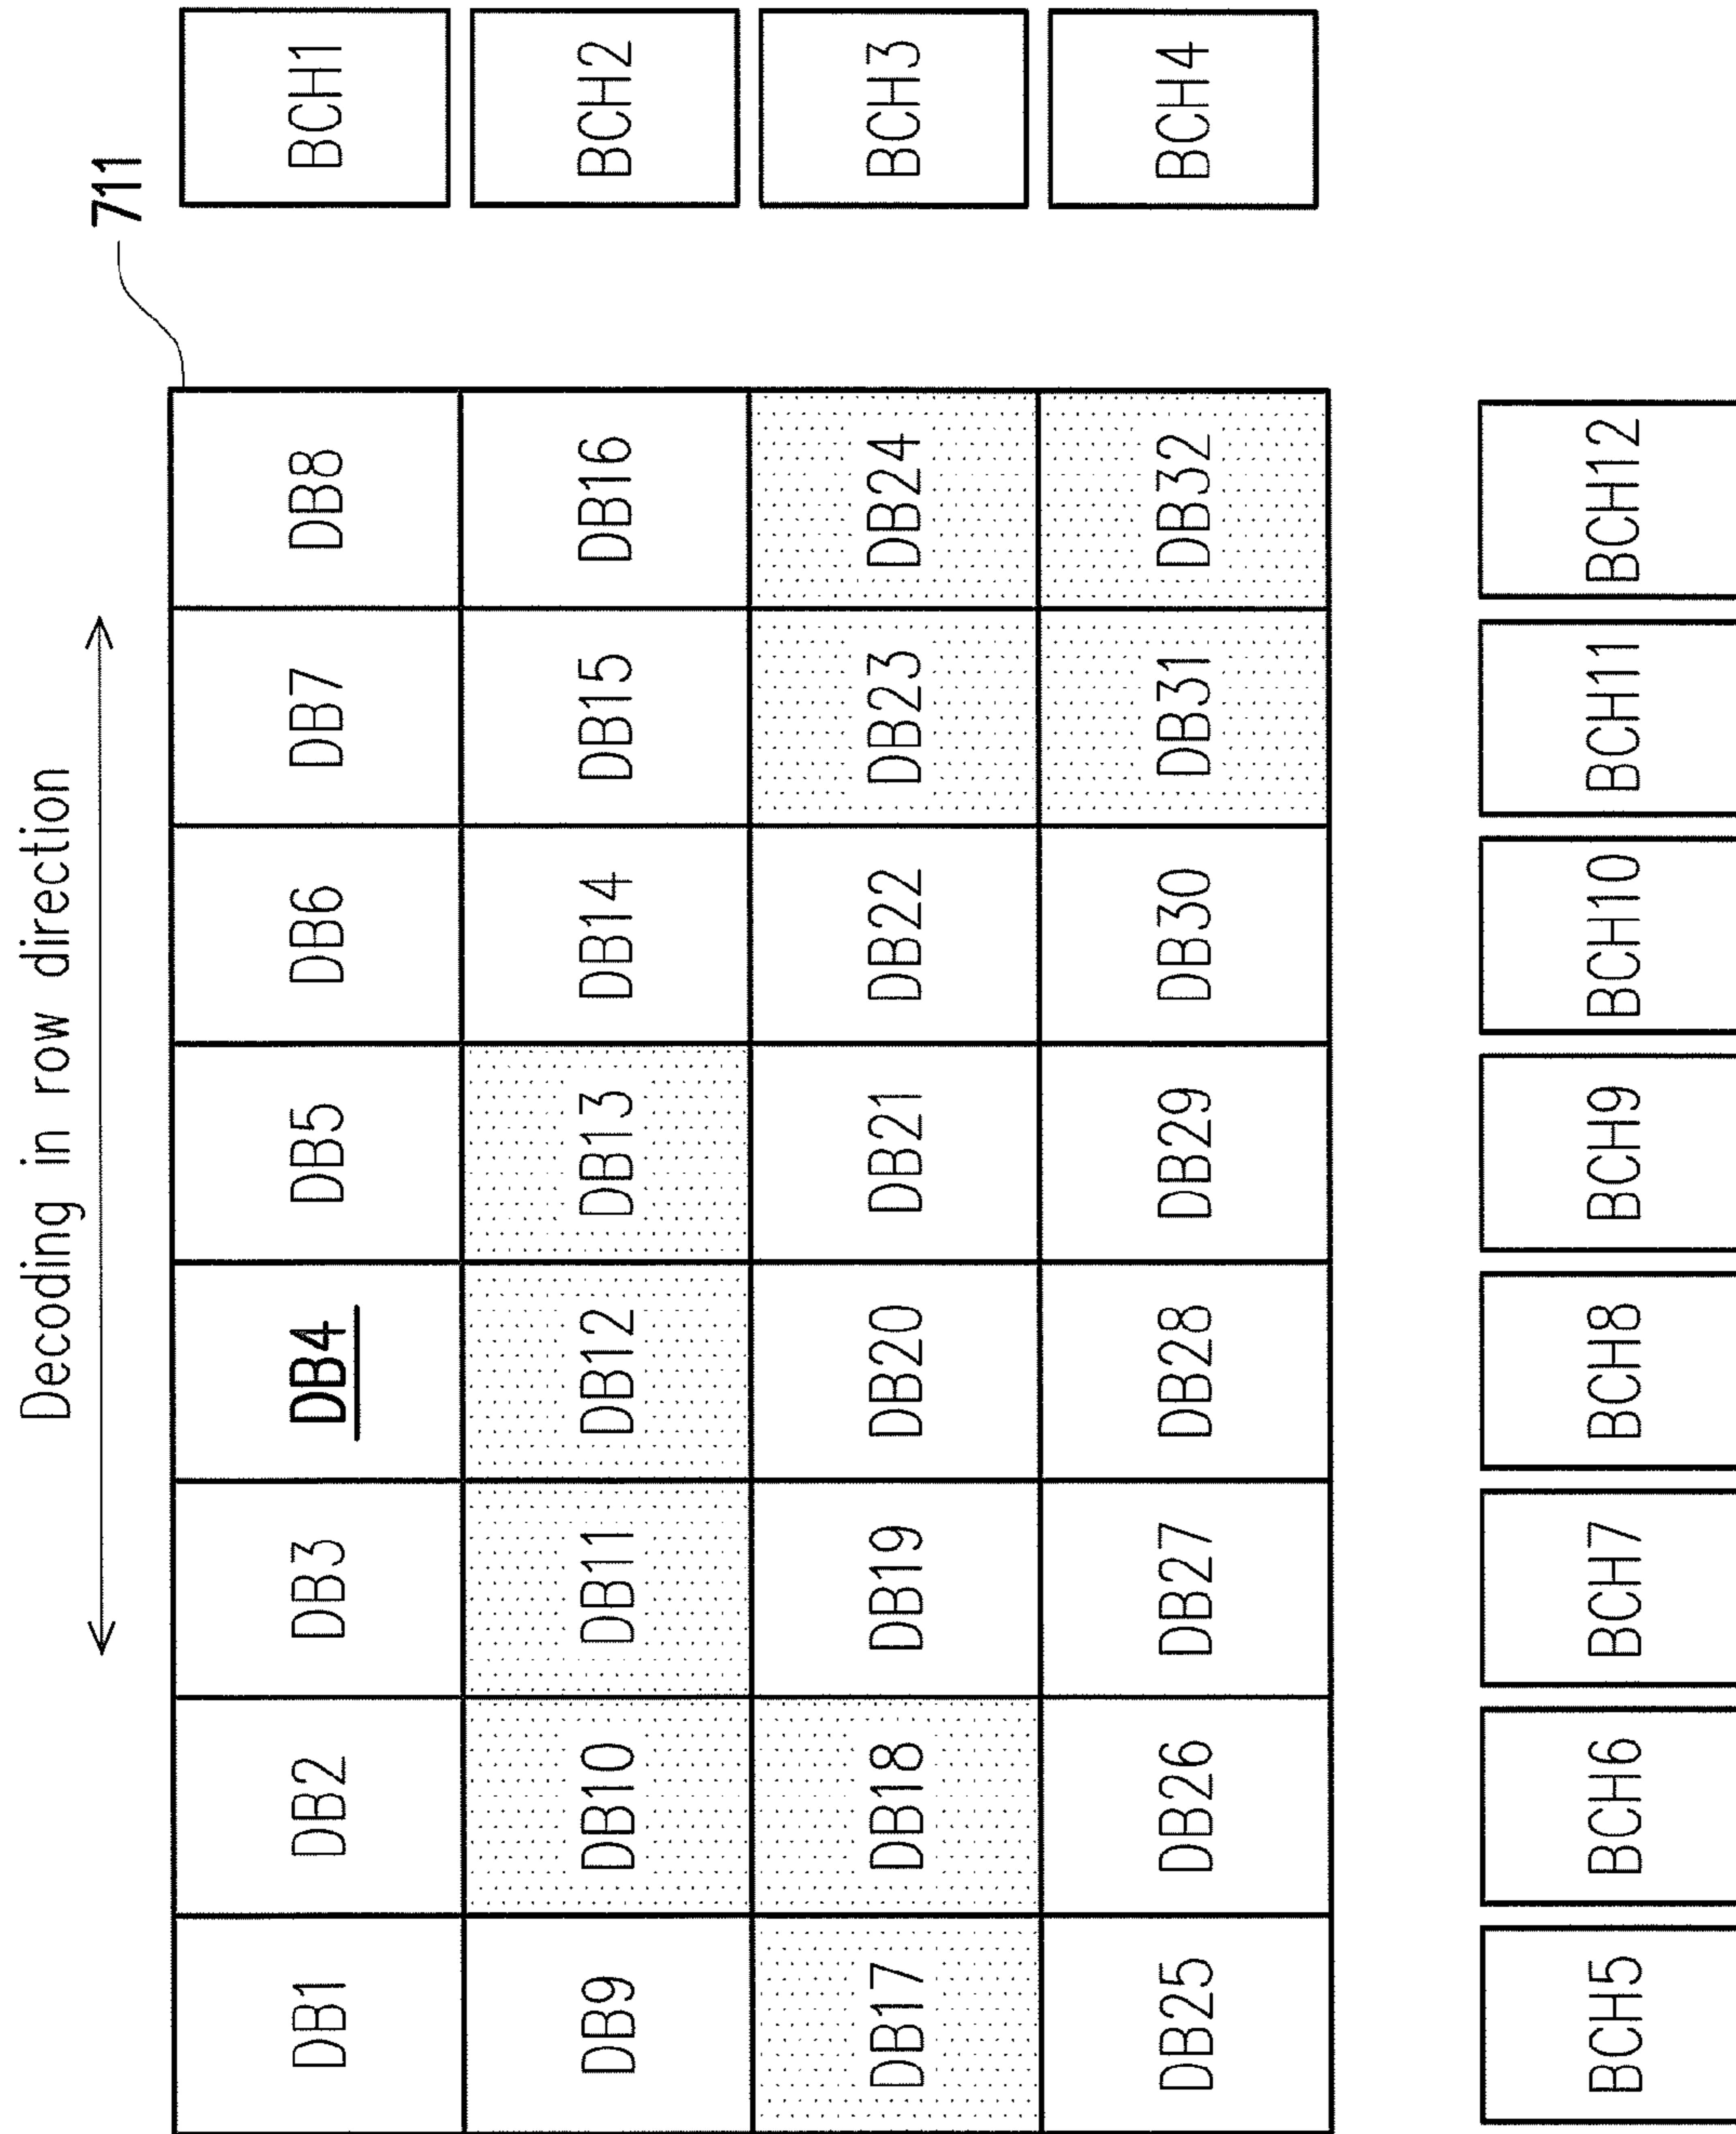 Decoding in row direction
711
DB1 DB2 DB3 DB4 DB5 DB6 DB7 DB8 BCH1
DB9 DB10 DB11 DB12 DB13 DB14 DB15 DB16 BCH2
DB17 DB18 DB19 DB20 DB21 DB22 DB23 DB24 BCH3
DB25 DB26 DB27 DB28 DB29 DB30 DB31 DB32 BCH4
BCH5 BCH6 BCH7 BCH8 BCH9 BCH10 BCH11 BCH12